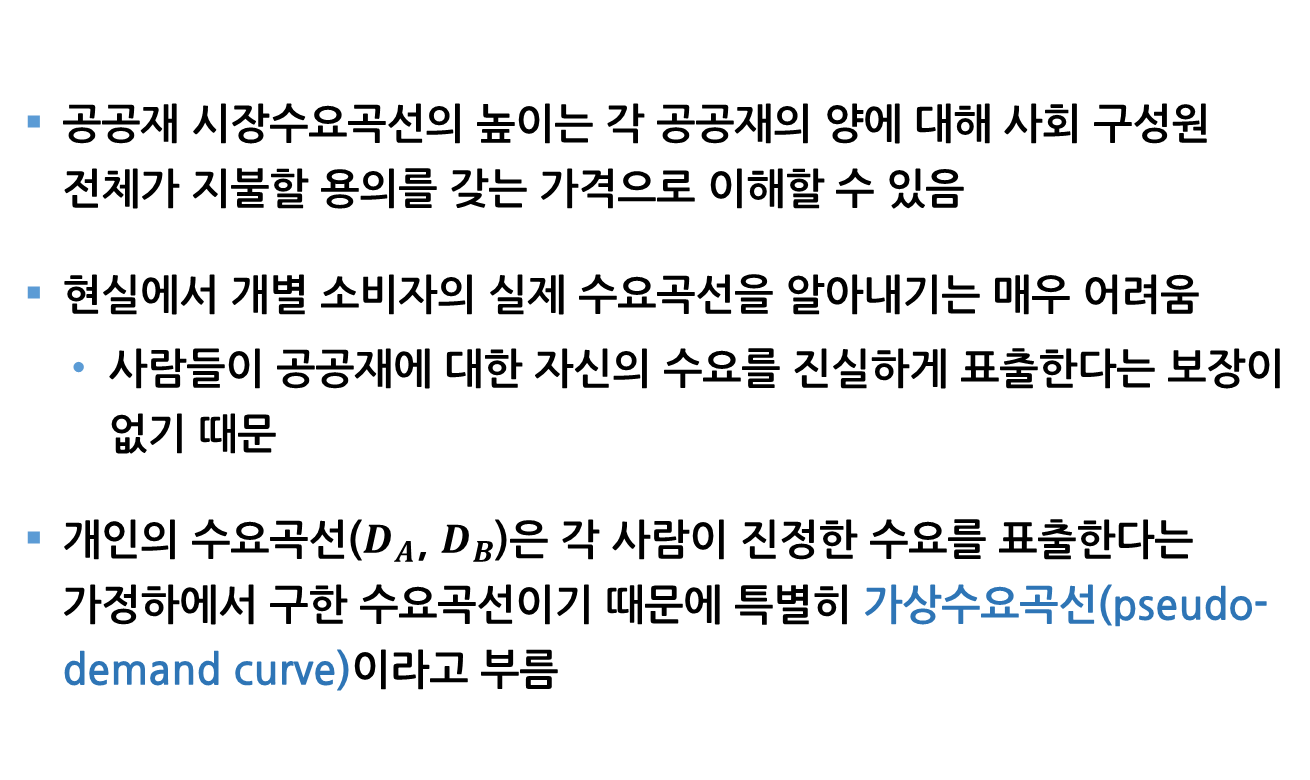 ▪ 공공재 시장수요곡선의 높이는 각 공공재의 양에 대해 사회 구성원
전체가 지불할 용의를 갖는 가격으로 이해할 수 있음
▪ 현실에서 개별 소비자의 실제 수요곡선을 알아내기는 매우 어려움
• 사람들이 공공재에 대한 자신의 수요를 진실하게 표출한다는 보장이
없기 때문
▪ 개인의 수요곡선(D_A, D_B)은 각 사람이 진정한 수요를 표출한다는
가정하에서 구한 수요곡선이기 때문에 특별히 가상수요곡선(pseudo-
demand curve)이라고 부름